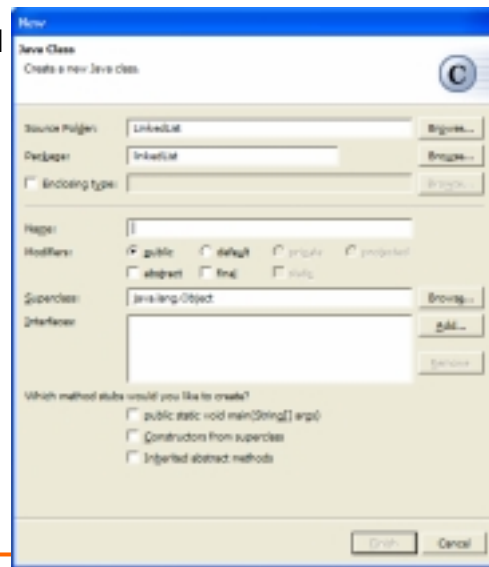 New
Java Class
Create a new Java class.
C
Source Folder: LinkedList Browse...
Package: linkedList Browse...
Enclosing type: Browse...
Name:
Modifiers: public default private protected
abstract final static
Superclass: java.lang.Object Browse...
Interfaces: Add...
Remove
Which method stubs would you like to create?
public static void main(String[] args)
Constructors from superclass
Inherited abstract methods
Finish Cancel